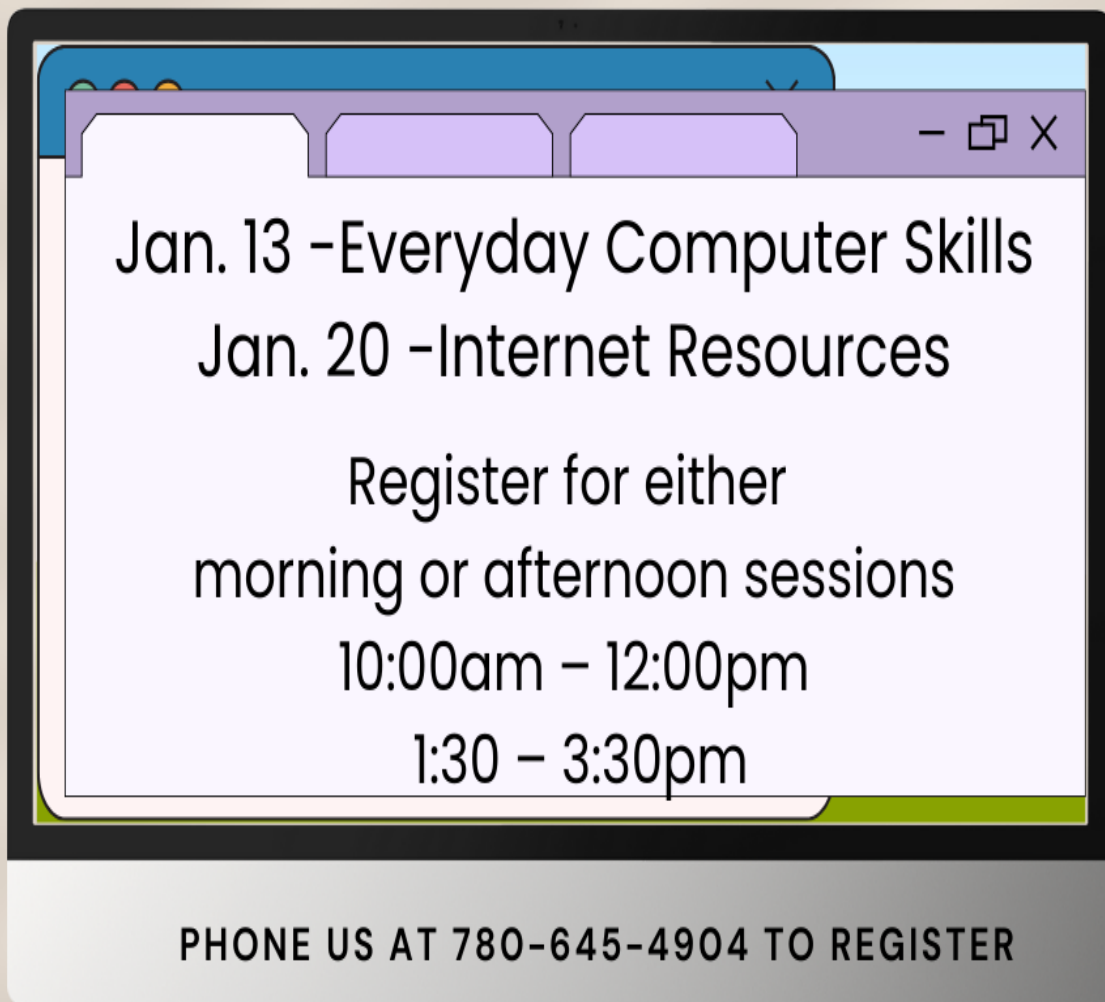 Jan. 13 -Everyday Computer Skills
Jan. 20 -Internet Resources
Register for either
morning or afternoon sessions
10:00am – 12:00pm
1:30 – 3:30pm
PHONE US AT 780-645-4904 TO REGISTER